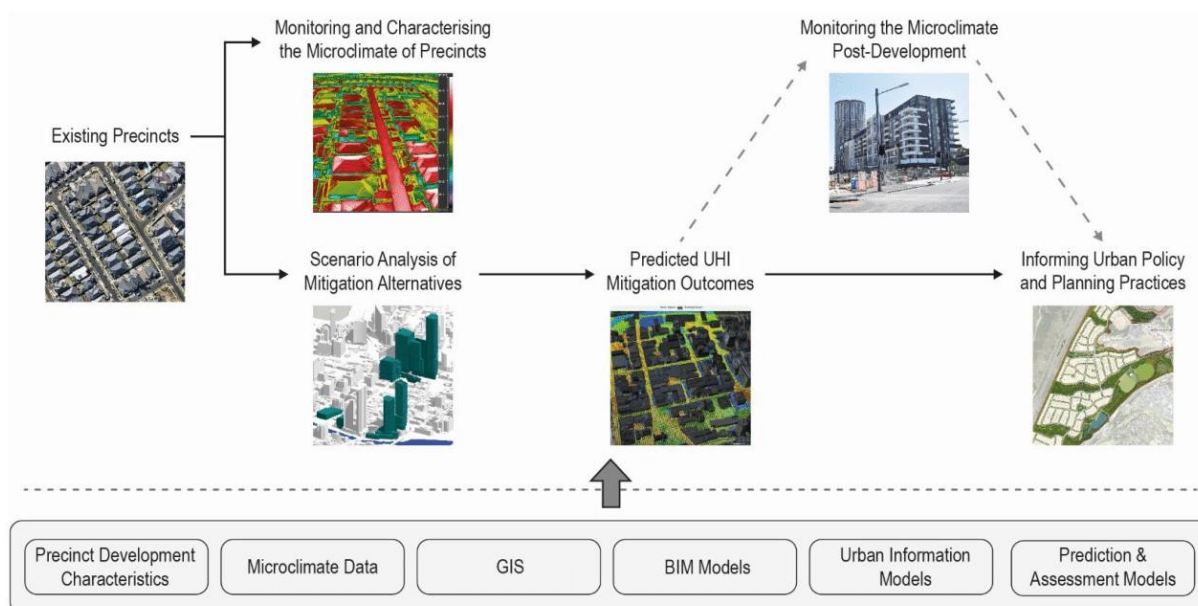 Monitoring and Characterising
the Microclimate of Precincts
Monitoring the Microclimate
Post-Development
Existing Precincts
Scenario Analysis of
Mitigation Alternatives
Predicted UHI
Mitigation Outcomes
Informing Urban Policy
and Planning Practices
Precinct Development
Characteristics
Microclimate Data
GIS
BIM Models
Urban Information
Models
Prediction &
Assessment Models